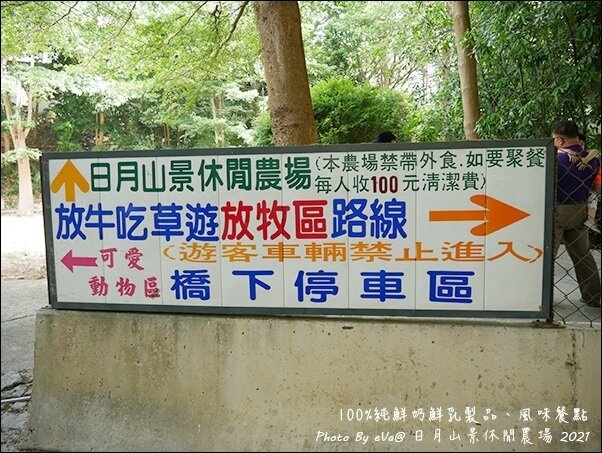 日月山景休閒農場(本農場禁帶外食.如要聚餐
每人收100元清潔費)
放牛吃草遊放牧區路線
可愛
動物區
(遊客車輛禁止進入)
橋下停車區
100%純鮮奶鮮乳製品、風味餐點
Photo By eVa@ 日月山景休閒農場 2021